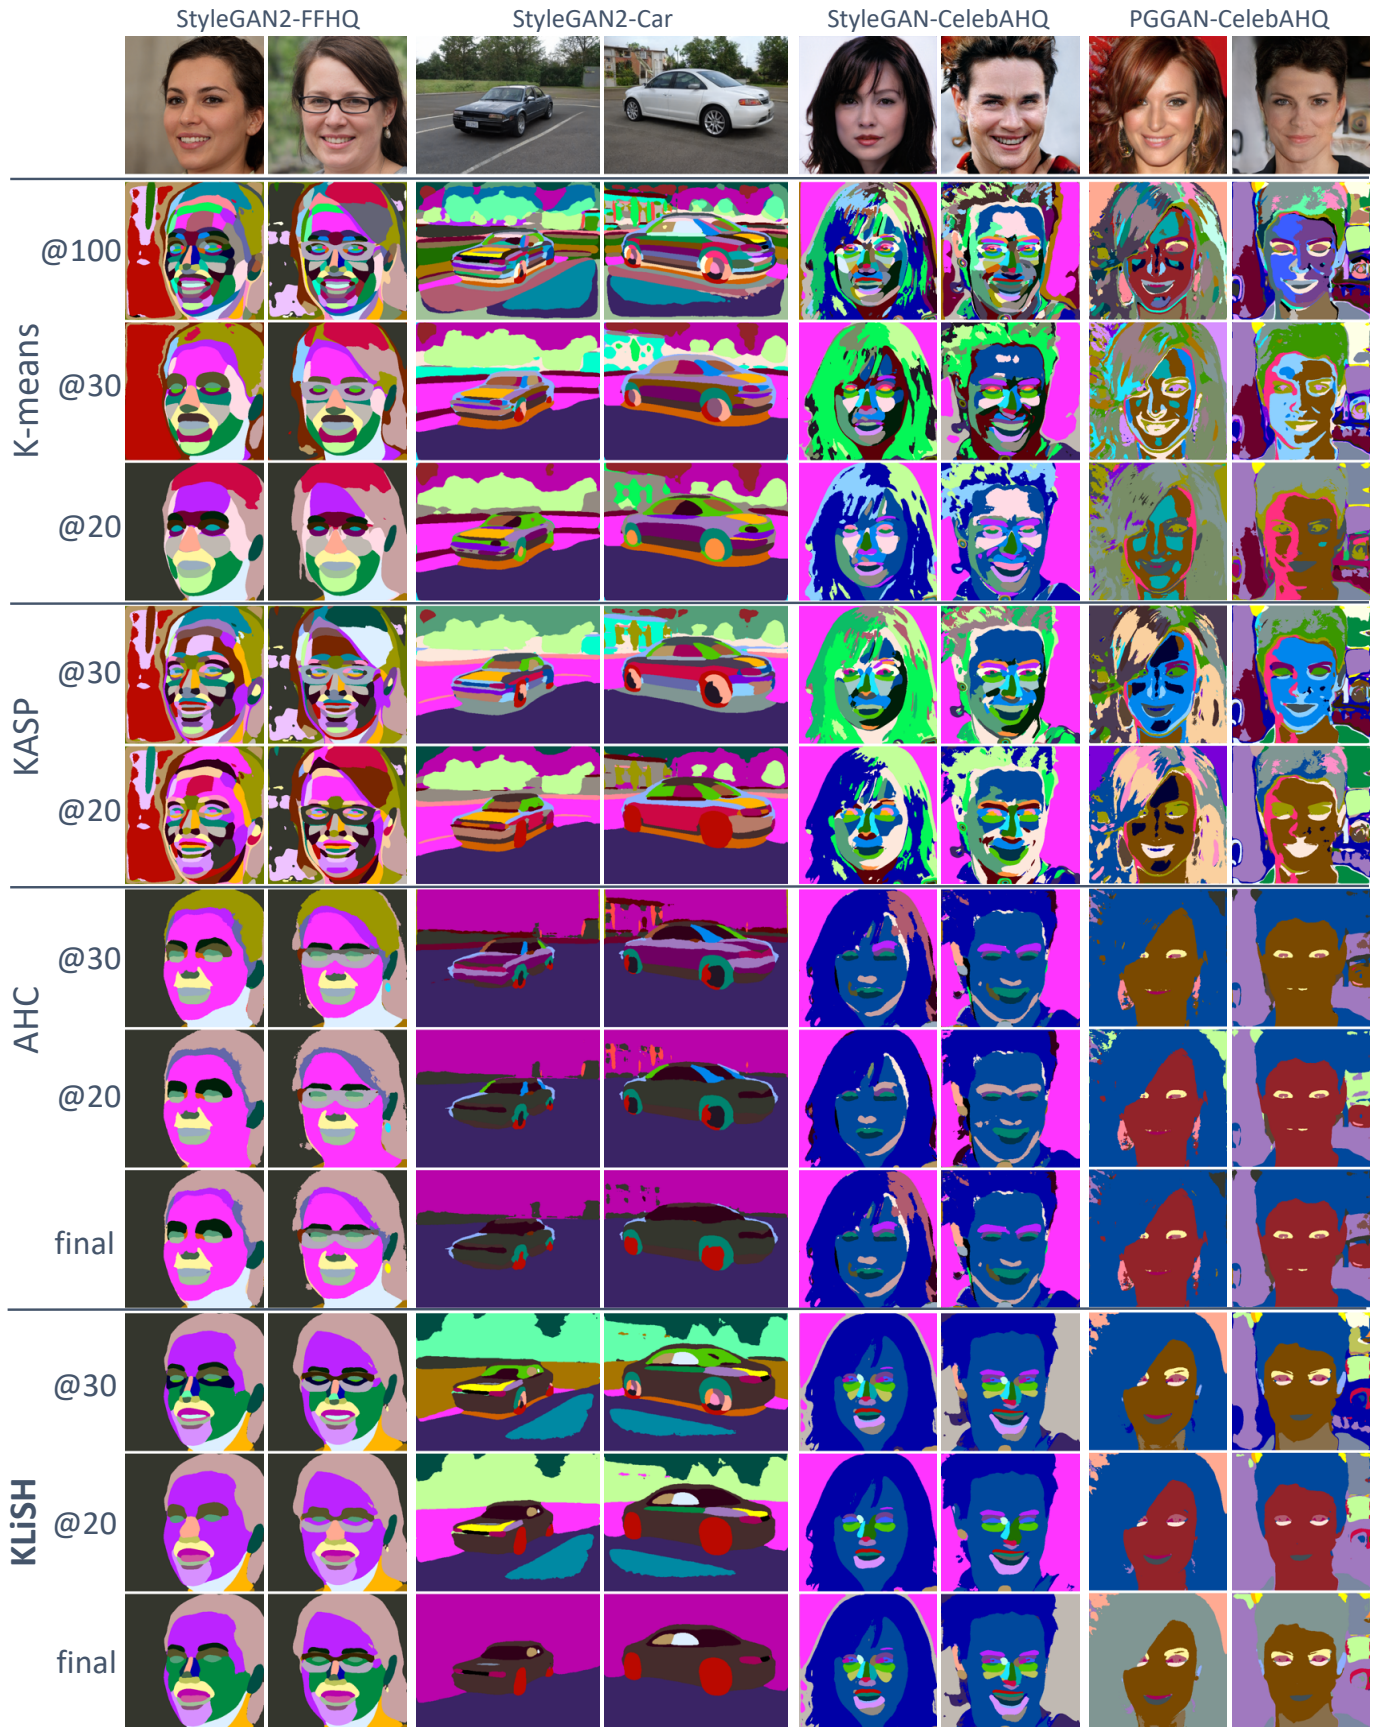 StyleGAN2-FFHQ StyleGAN2-Car StyleGAN-CelebAHQ PGGAN-CelebAHQ
K-means
@100
@30
@20
KASP
@30
@20
AHC
@30
@20
final
KLiSH
@30
@20
final